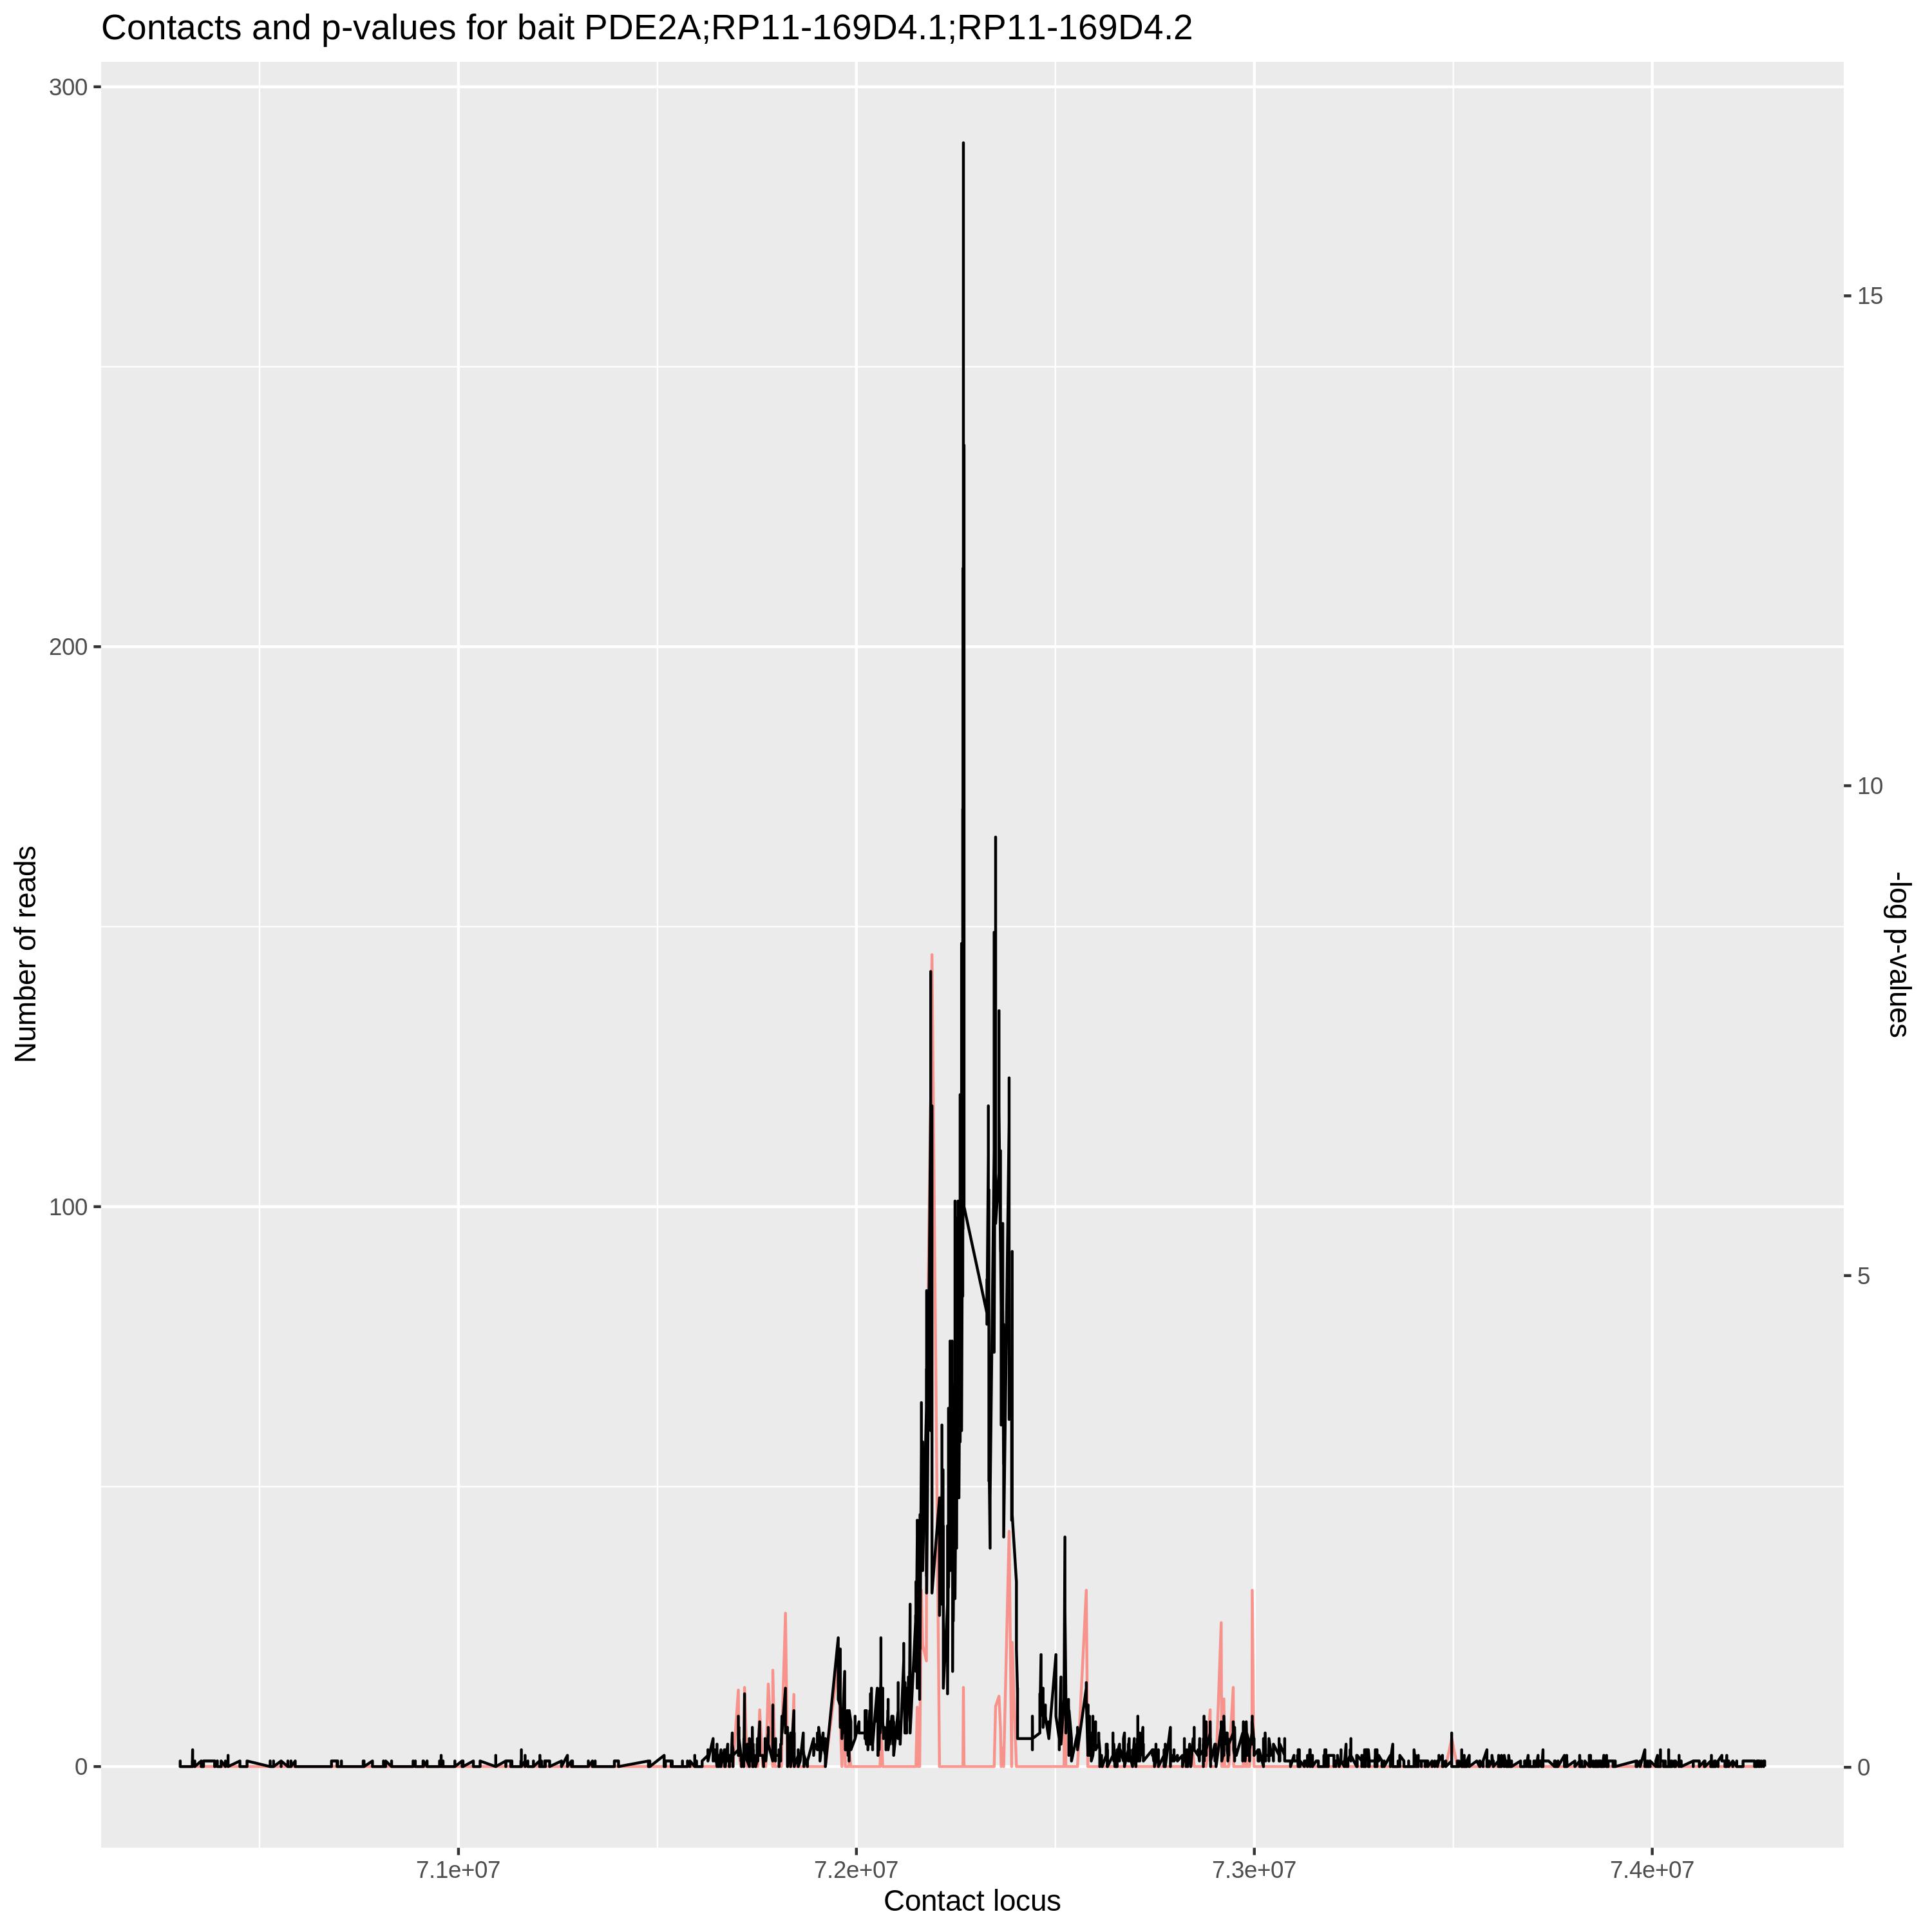 Contacts and p-values for bait PDE2A;RP11-169D4.1;RP11-169D4.2
300
200
100
0
Number of reads
15
10
5
0
-log p-values
7.1e+07 7.2e+07 7.3e+07 7.4e+07
Contact locus